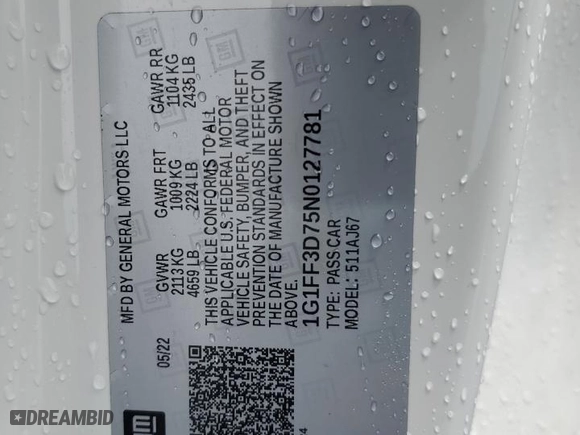 MFD BY GENERAL MOTORS LLC
05/22
GVWR
2113 KG
4659 LB
GAWR FRT
1009 KG
2224 LB
GAWR RR
1104 KG
2435 LB
THIS VEHICLE CONFORMS TO ALL
APPLICABLE U.S. FEDERAL MOTOR
VEHICLE SAFETY, BUMPER, AND THEFT
PREVENTION STANDARDS IN EFFECT ON
THE DATE OF MANUFACTURE SHOWN
ABOVE.
1G1FF3D75N0127781
TYPE: PASS CAR
MODEL: 511AJ67
GM
DREAMBID